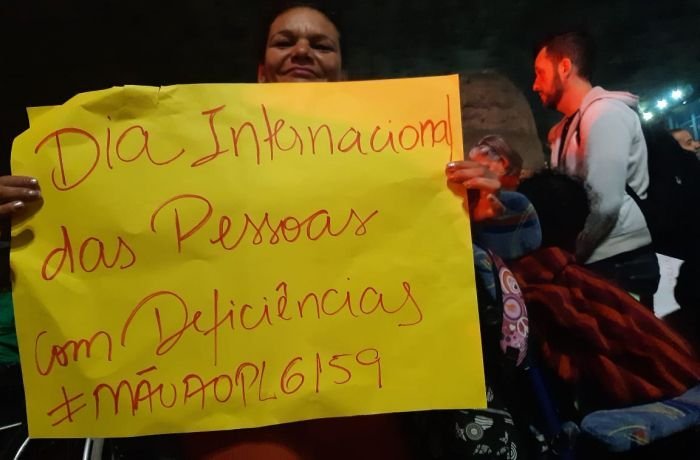 Dia Internacional
das Pessoas
com Deficiências
#NÃOAOPL6159